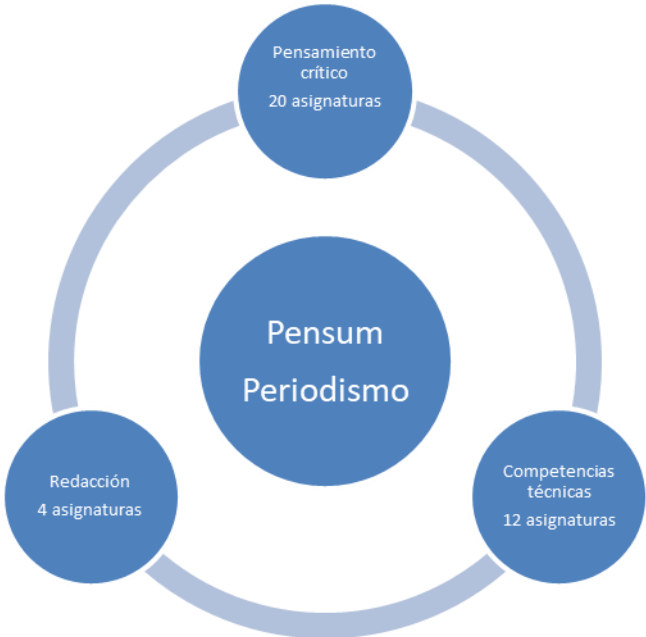 Pensamiento
crítico
20 asignaturas
Pensum
Periodismo
Redacción
4 asignaturas
Competencias
técnicas
12 asignaturas